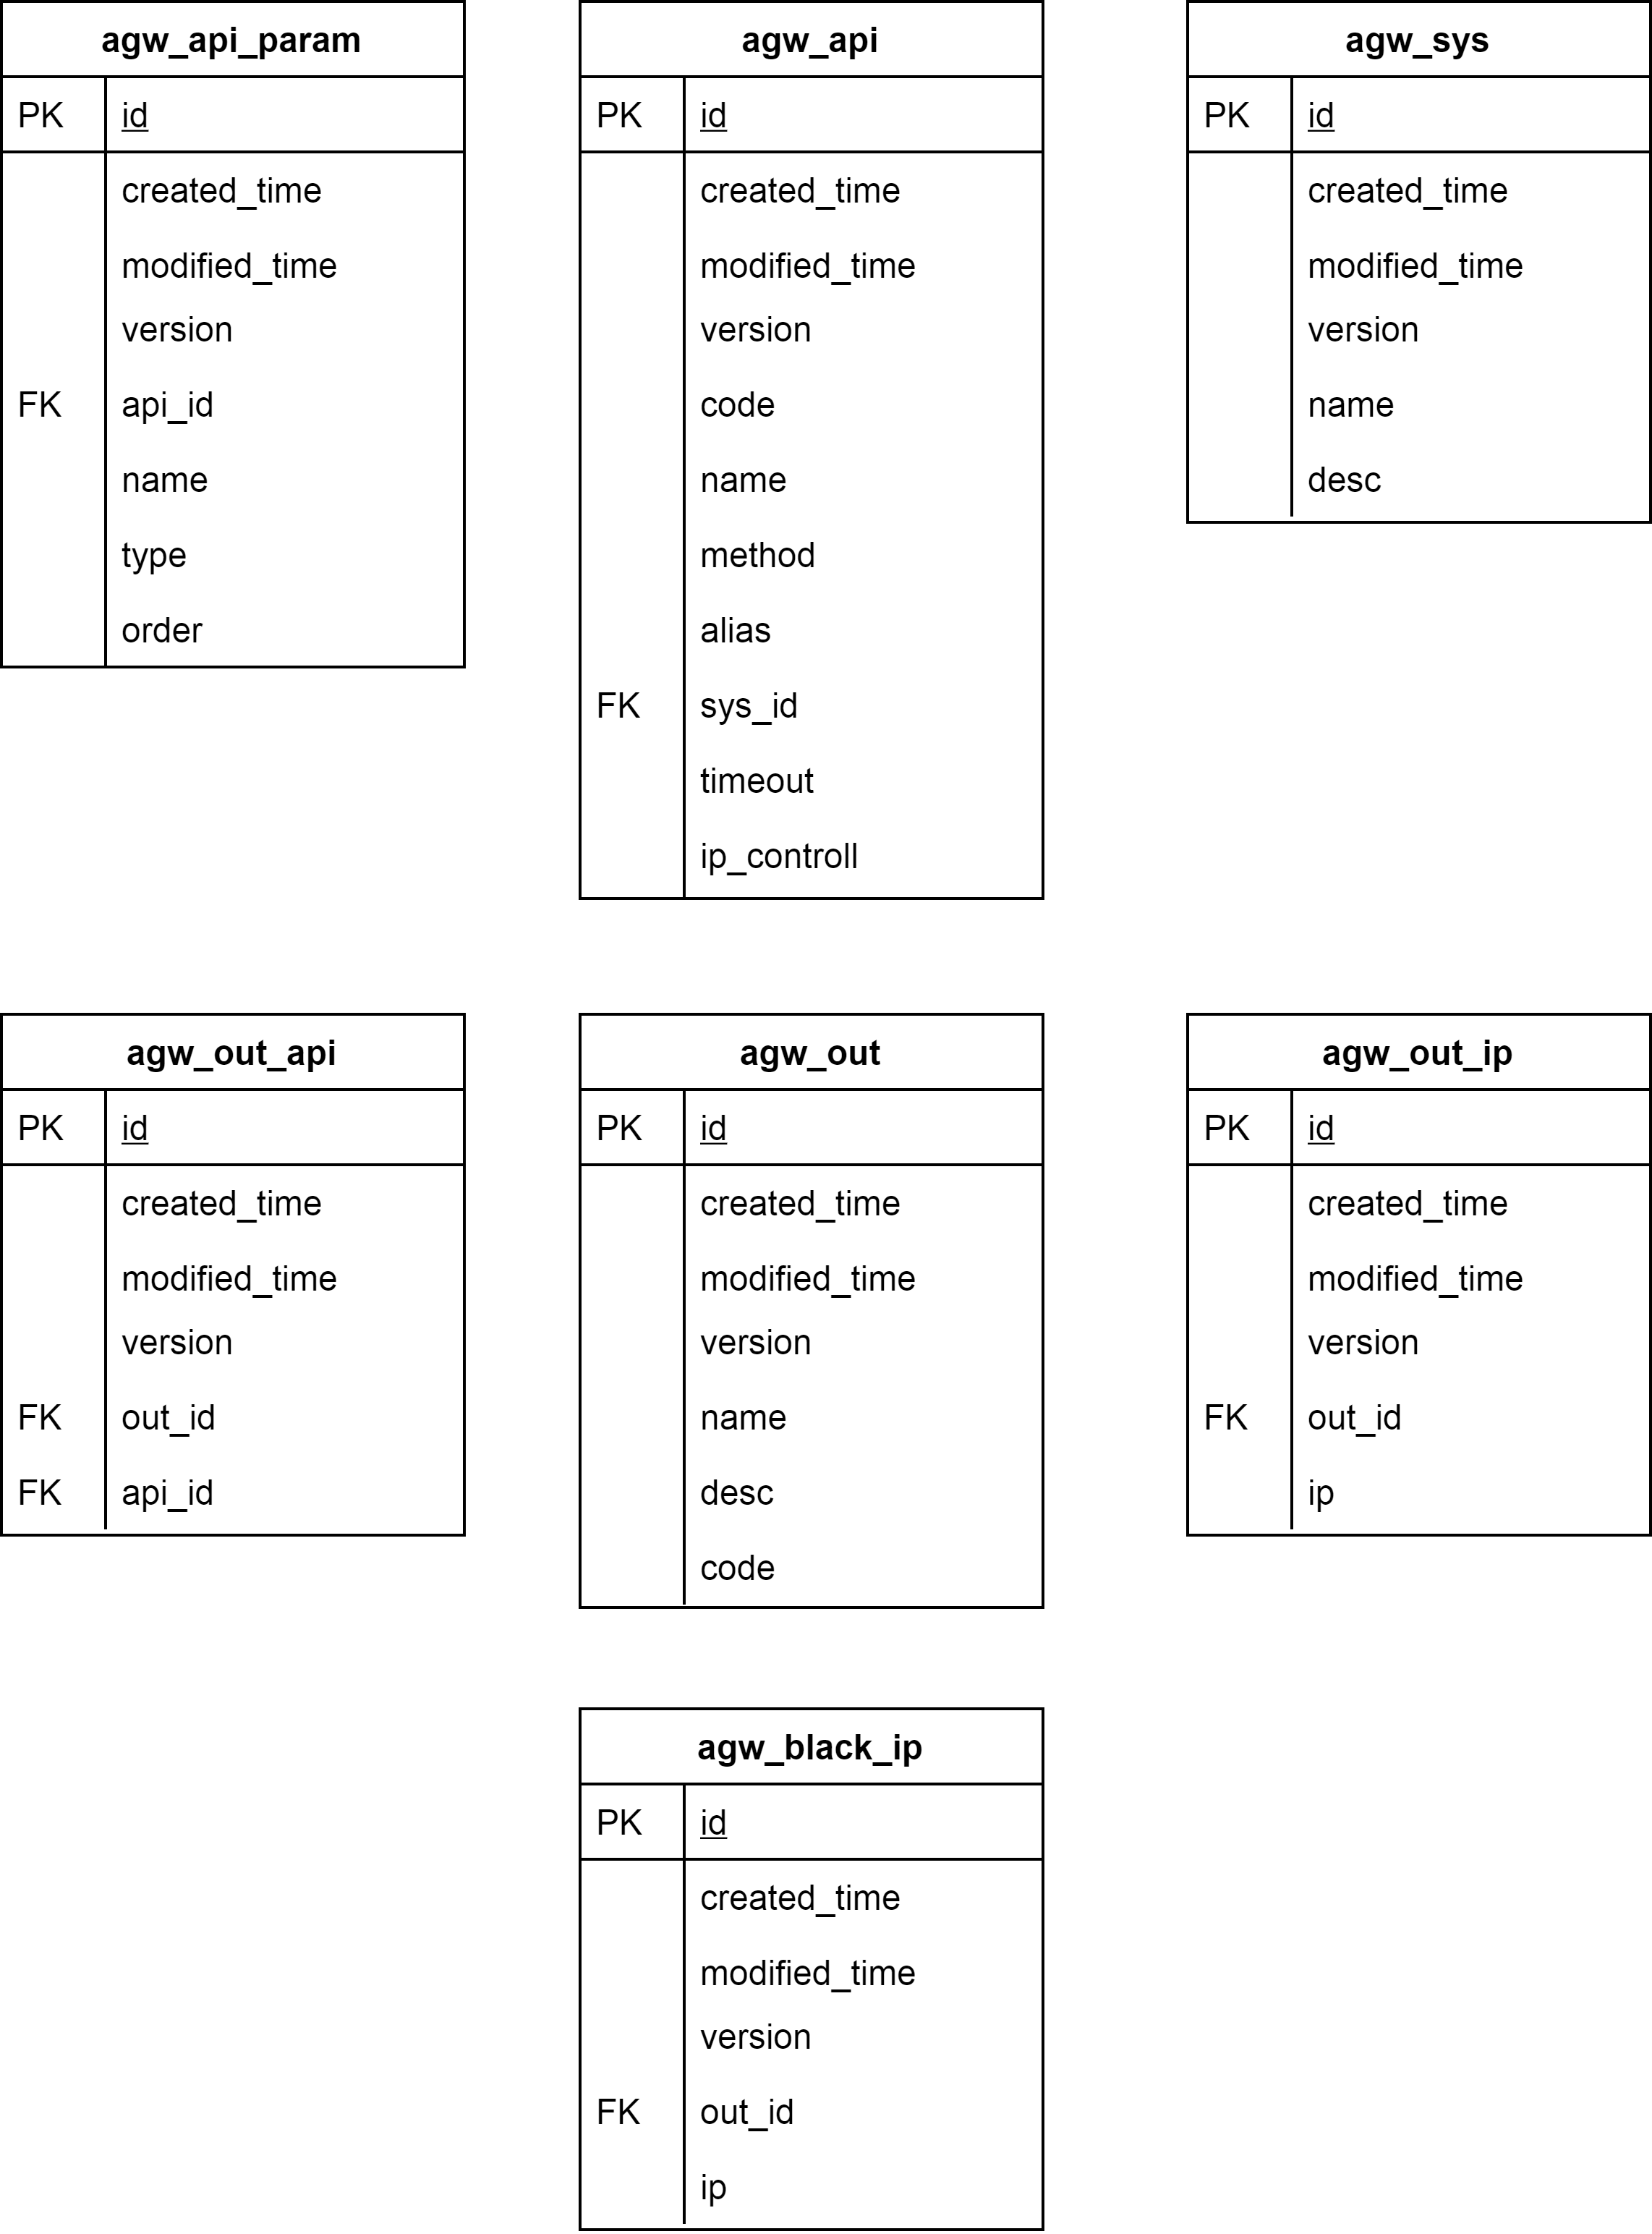 agw_api_param
PK id
created_time
modified_time
version
FK api_id
name
type
order
agw_api
PK id
created_time
modified_time
version
code
name
method
alias
FK sys_id
timeout
ip_controll
agw_sys
PK id
created_time
modified_time
version
name
desc
agw_out_api
PK id
created_time
modified_time
version
FK out_id
FK api_id
agw_out
PK id
created_time
modified_time
version
name
desc
code
agw_out_ip
PK id
created_time
modified_time
version
FK out_id
ip
agw_black_ip
PK id
created_time
modified_time
version
FK out_id
ip